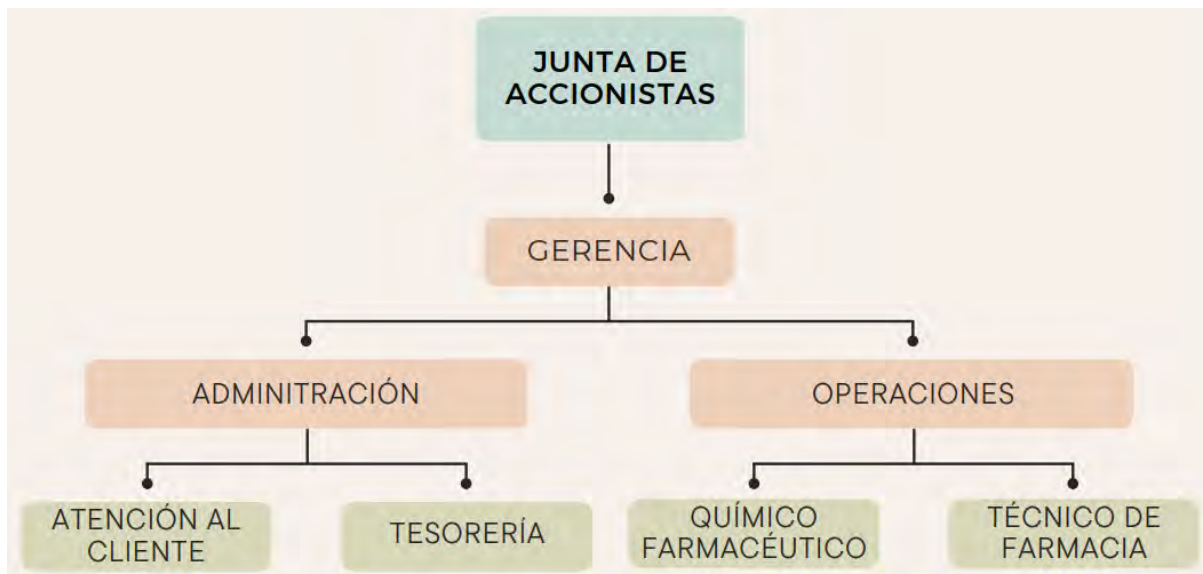 JUNTA DE
ACCIONISTAS
GERENCIA
ADMINITRACIÓN
OPERACIONES
ATENCIÓN AL
CLIENTE
TESORERÍA
QUÍMICO
FARMACÉUTICO
TÉCNICO DE
FARMACIA